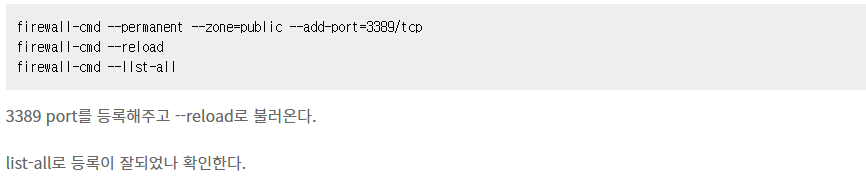 firewall-cmd --permanent --zone=public --add-port=3389/tcp
firewall-cmd --reload
firewall-cmd --llst-all
3389 port를 등록해주고 --reload로 불러온다.
list-all로 등록이 잘되었나 확인한다.